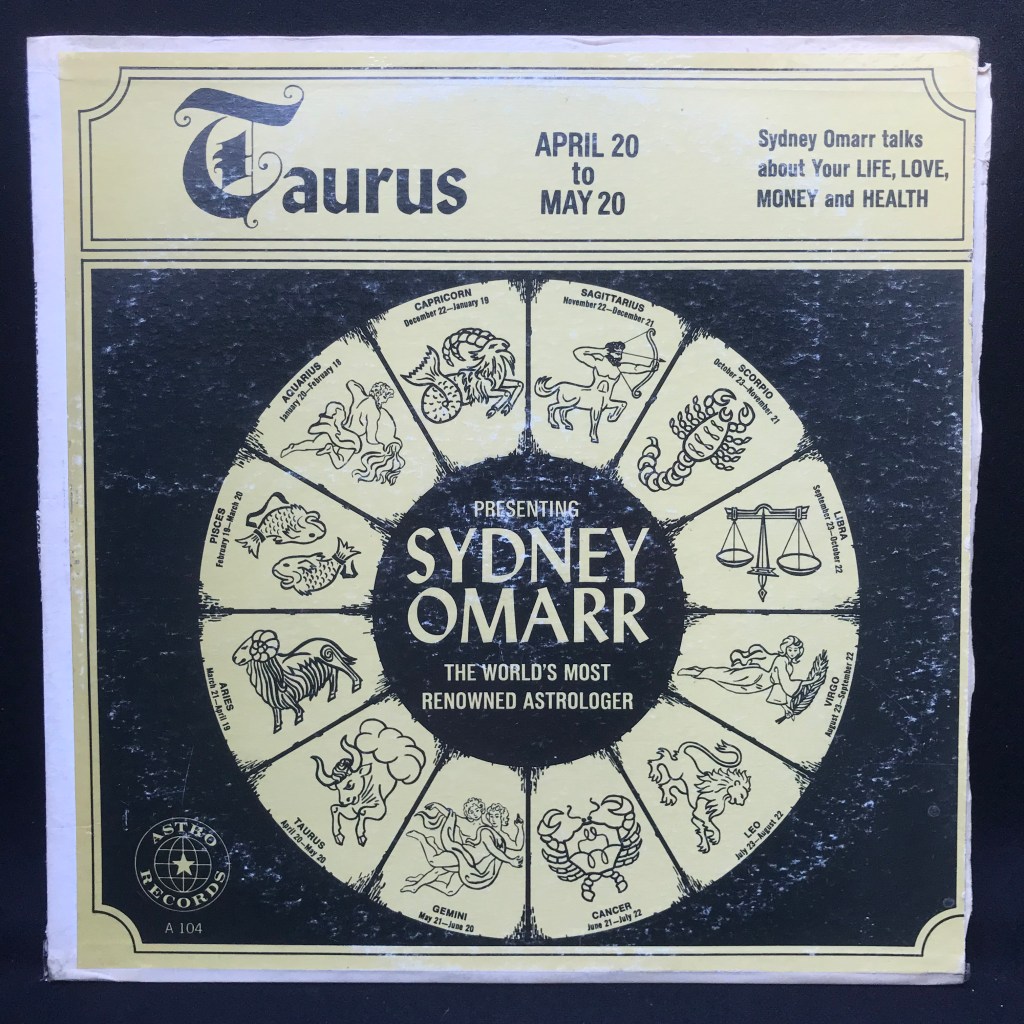 Taurus
APRIL 20
to
MAY 20
Sydney Omarr talks
about Your LIFE, LOVE,
MONEY and HEALTH
CAPRICORN
December 22—January 19
SAGITTARIUS
November 22—December 21
SCORPIO
October 23—November 21
LIBRA
September 23—October 22
VIRGO
August 23—September 22
LEO
July 23—August 22
CANCER
June 21—July 22
GEMINI
May 21—June 20
TAURUS
April 20—May 20
ARIES
March 21—April 19
PISCES
February 19—March 20
AQUARIUS
January 20—February 18
PRESENTING
SYDNEY
OMARR
THE WORLD'S MOST
RENOWNED ASTROLOGER
ASTRO
RECORDS
A 104